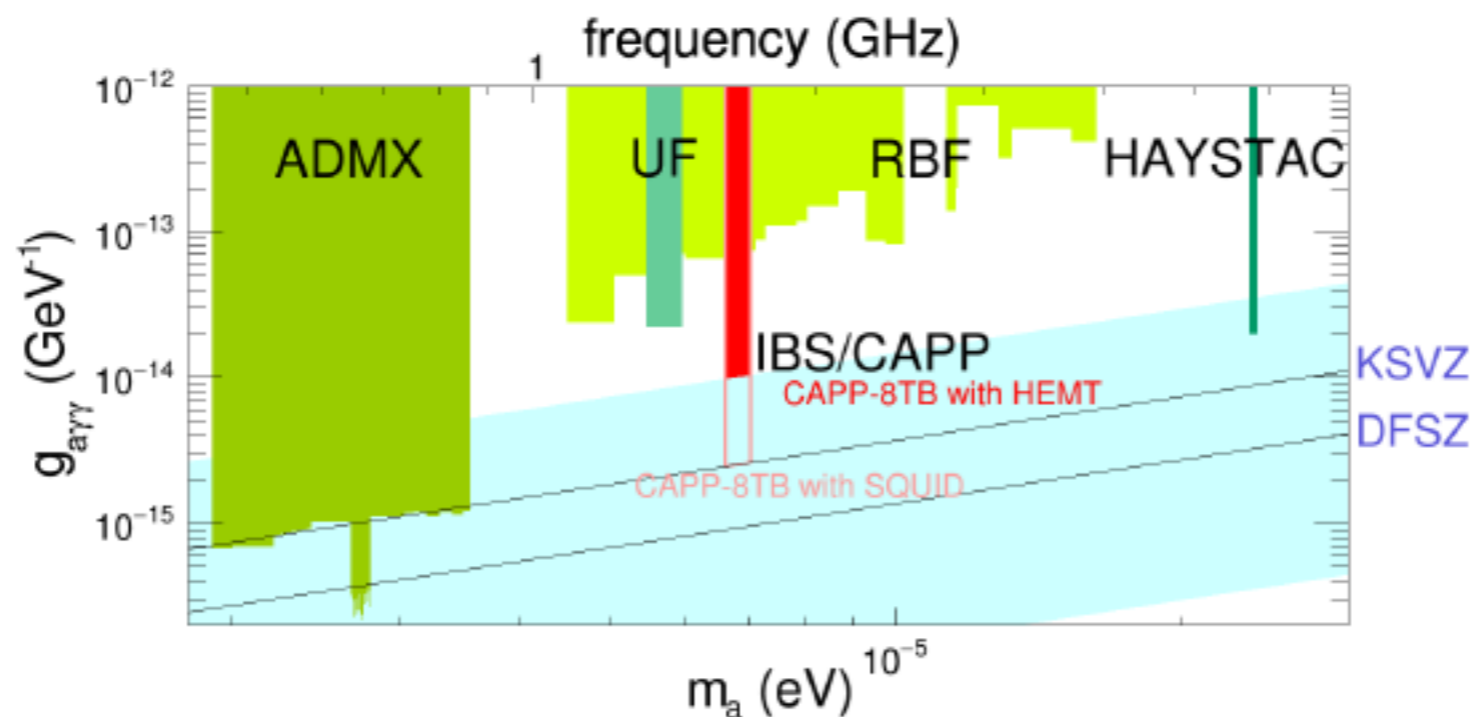 frequency (GHz)
1
10⁻¹²
ADMX UF RBF HAYSTAC
10⁻¹³
g_aγγ (GeV⁻¹)
IBS/CAPP
10⁻¹⁴
KSVZ
CAPP-8TB with HEMT
DFSZ
CAPP-8TB with SQUID
10⁻¹⁵
10⁻⁵
m_a (eV)